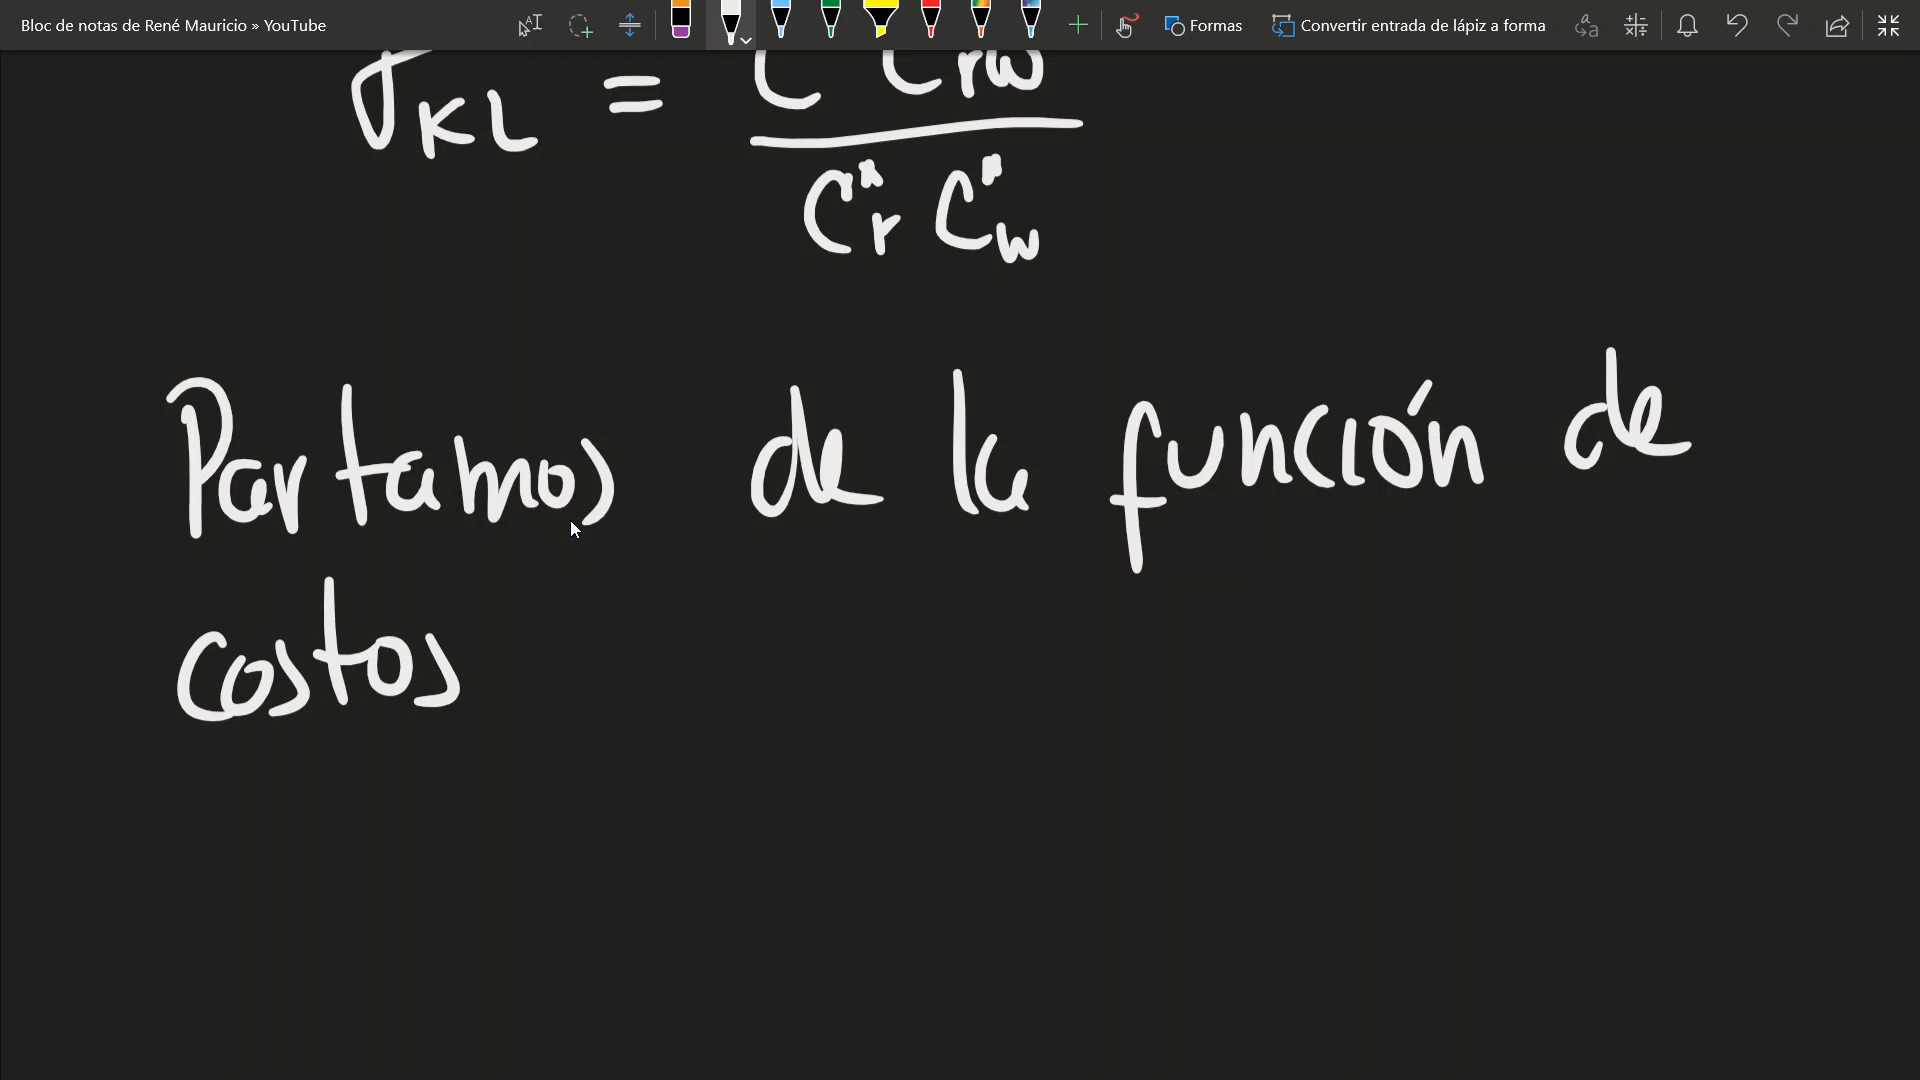 Bloc de notas de René Mauricio » YouTube
Formas
Convertir entrada de lápiz a forma
σKL = C C rw
C*r C*w
Partamos de la función de
costos